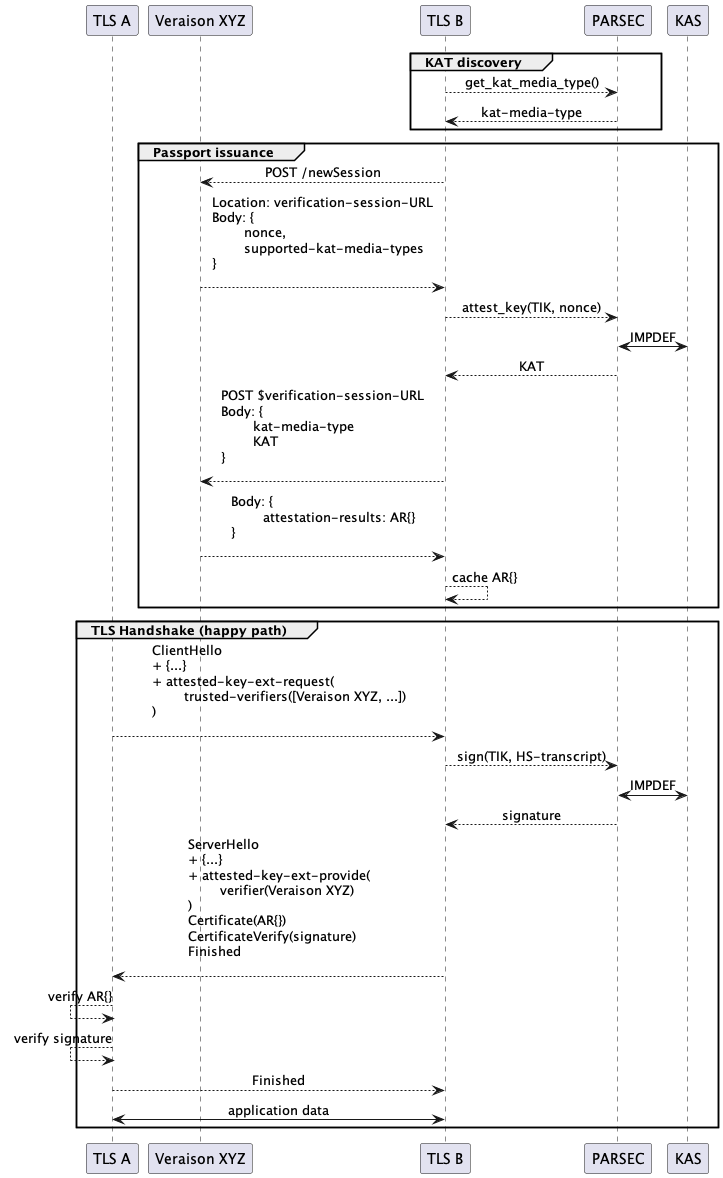 TLS A
Veraison XYZ
TLS B
PARSEC
KAS
KAT discovery
get_kat_media_type()
kat-media-type
Passport issuance
POST /newSession
Location: verification-session-URL
Body: {
nonce,
supported-kat-media-types
}
attest_key(TIK, nonce)
IMPDEF
KAT
POST $verification-session-URL
Body: {
kat-media-type
KAT
}
Body: {
attestation-results: AR{}
}
cache AR{}
TLS Handshake (happy path)
ClientHello
+ {...}
+ attested-key-ext-request(
trusted-verifiers([Veraison XYZ, ...])
)
sign(TIK, HS-transcript)
IMPDEF
signature
ServerHello
+ {...}
+ attested-key-ext-provide(
verifier(Veraison XYZ)
)
Certificate(AR{})
CertificateVerify(signature)
Finished
verify AR{}
verify signature
Finished
application data
TLS A
Veraison XYZ
TLS B
PARSEC
KAS